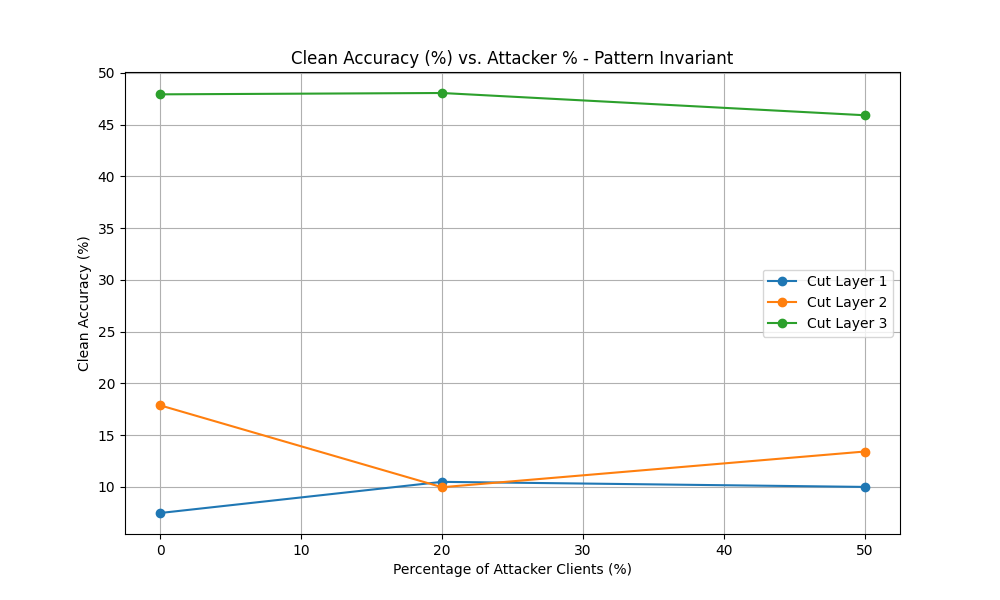 Clean Accuracy (%) vs. Attacker % - Pattern Invariant
Clean Accuracy (%)
50
45
40
35
30
25
20
15
10
Cut Layer 1
Cut Layer 2
Cut Layer 3
0 10 20 30 40 50
Percentage of Attacker Clients (%)